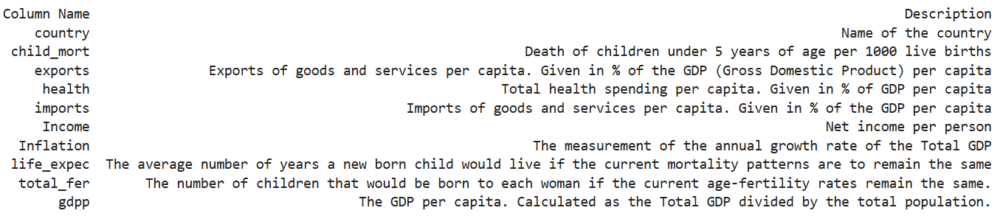 Column Name Description
country Name of the country
child_mort Death of children under 5 years of age per 1000 live births
exports Exports of goods and services per capita. Given in % of the GDP (Gross Domestic Product) per capita
health Total health spending per capita. Given in % of GDP per capita
imports Imports of goods and services per capita. Given in % of the GDP per capita
Income Net income per person
Inflation The measurement of the annual growth rate of the Total GDP
life_expec The average number of years a new born child would live if the current mortality patterns are to remain the same
total_fer The number of children that would be born to each woman if the current age-fertility rates remain the same.
gdpp The GDP per capita. Calculated as the Total GDP divided by the total population.